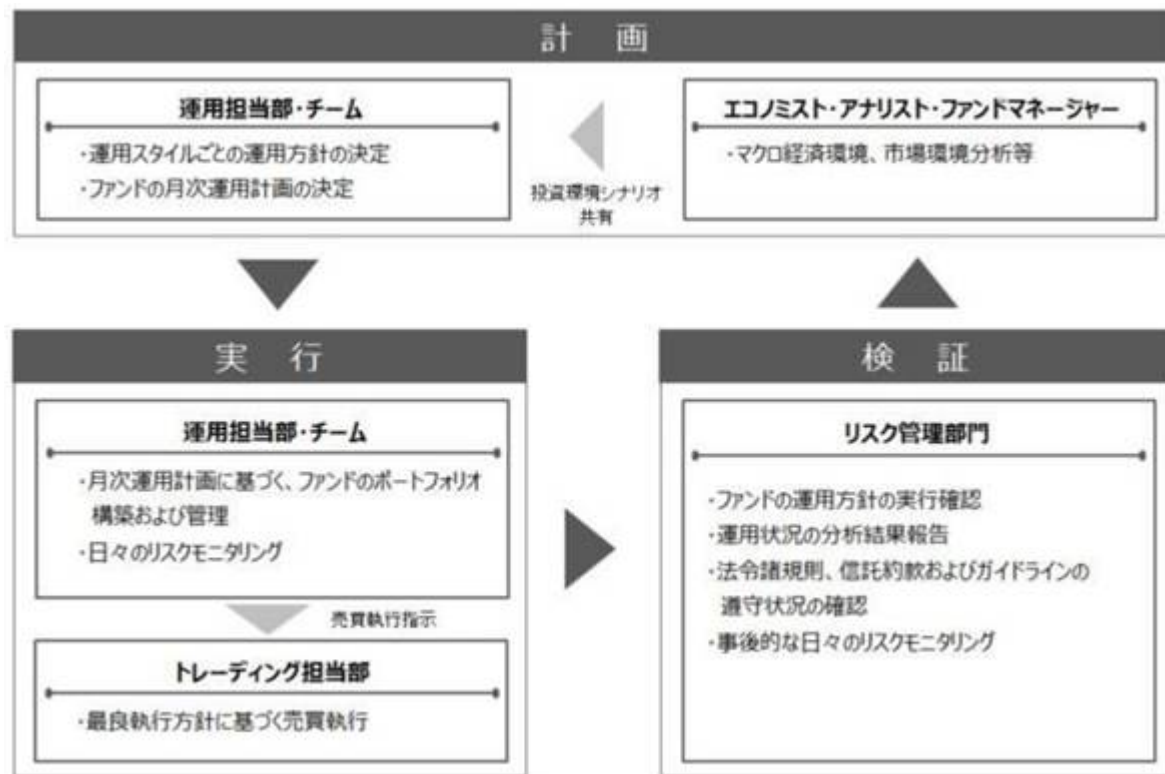 計 画
運用担当部・チーム
・運用スタイルごとの運用方針の決定
・ファンドの月次運用計画の決定
投資環境シナリオ
共有
エコノミスト・アナリスト・ファンドマネージャー
・マクロ経済環境、市場環境分析等
実 行
運用担当部・チーム
・月次運用計画に基づく、ファンドのポートフォリオ
構築および管理
・日々のリスクモニタリング
売買執行指示
トレーディング担当部
・最良執行方針に基づく売買執行
検 証
リスク管理部門
・ファンドの運用方針の実行確認
・運用状況の分析結果報告
・法令諸規則、信託約款およびガイドラインの
遵守状況の確認
・事後的な日々のリスクモニタリング